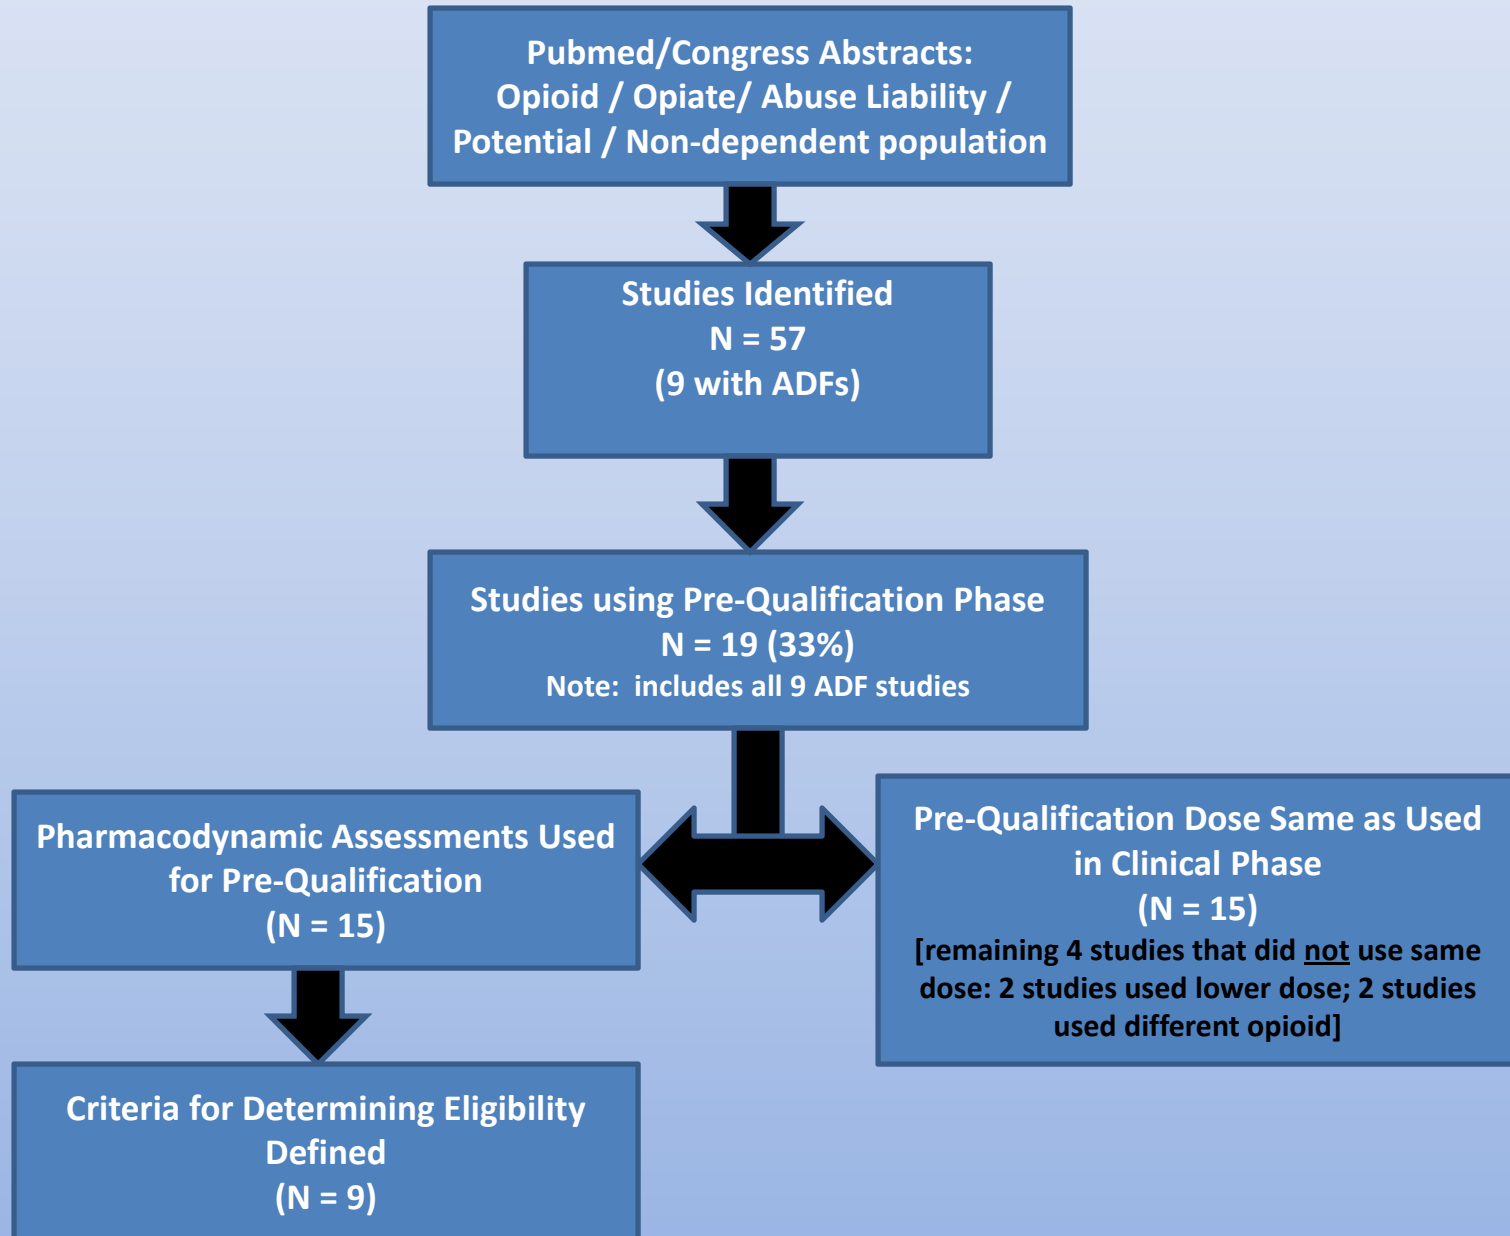 Pubmed/Congress Abstracts:
Opioid / Opiate/ Abuse Liability /
Potential / Non-dependent population
Studies Identified
N = 57
(9 with ADFs)
Studies using Pre-Qualification Phase
N = 19 (33%)
Note:  includes all 9 ADF studies
Pharmacodynamic Assessments Used
for Pre-Qualification
(N = 15)
Pre-Qualification Dose Same as Used
in Clinical Phase
(N = 15)
[remaining 4 studies that did not use same
dose: 2 studies used lower dose; 2 studies
used different opioid]
Criteria for Determining Eligibility
Defined
(N = 9)